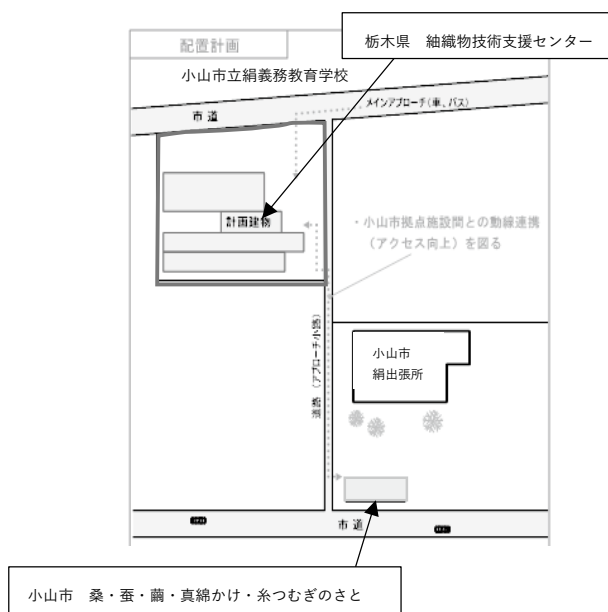 栃木県　紬織物技術支援センター
配置計画
小山市立絹義務教育学校
メインアプローチ(車、バス)
市道
計画建物
・小山市拠点施設間との動線連携
（アクセス向上）を図る
道路（アプローチ小路）
小山市
絹出張所
市道
小山市　桑・蚕・繭・真綿かけ・糸つむぎのさと